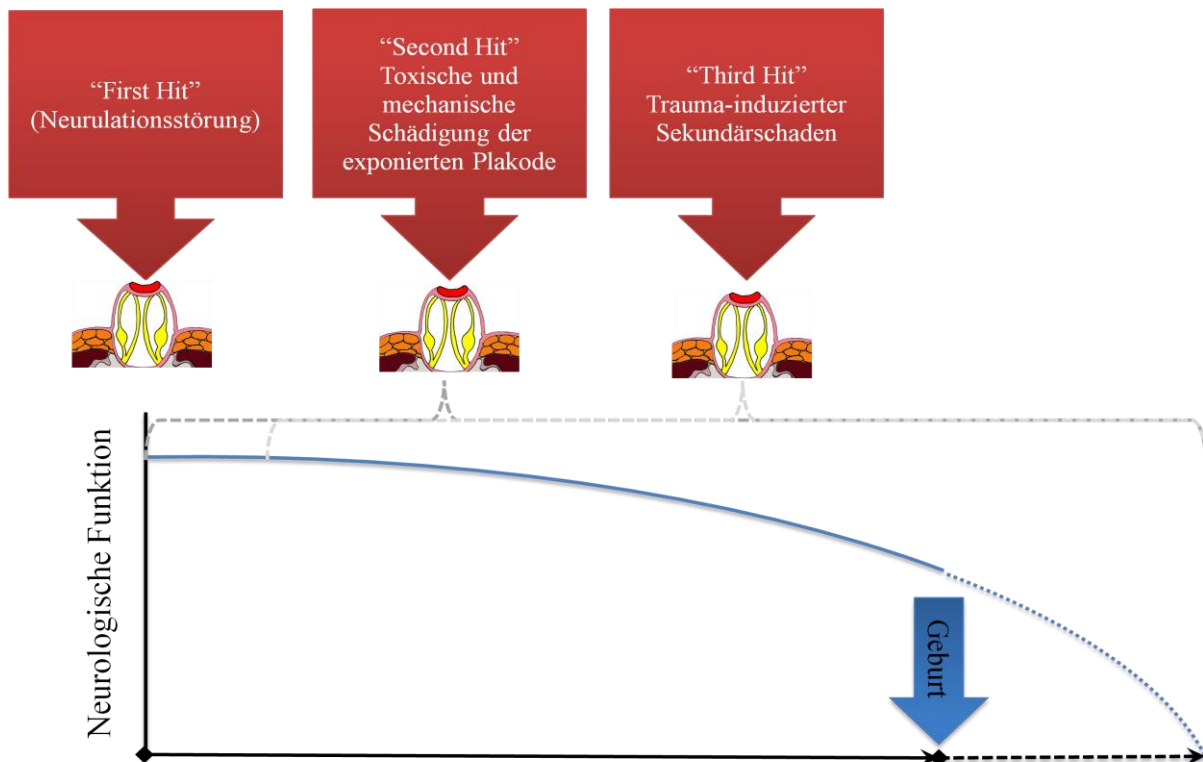 “First Hit”
(Neurulationsstörung)
“Second Hit”
Toxische und
mechanische
Schädigung der
exponierten Plakode
“Third Hit”
Trauma-induzierter
Sekundärschaden
Neurologische Funktion
Geburt